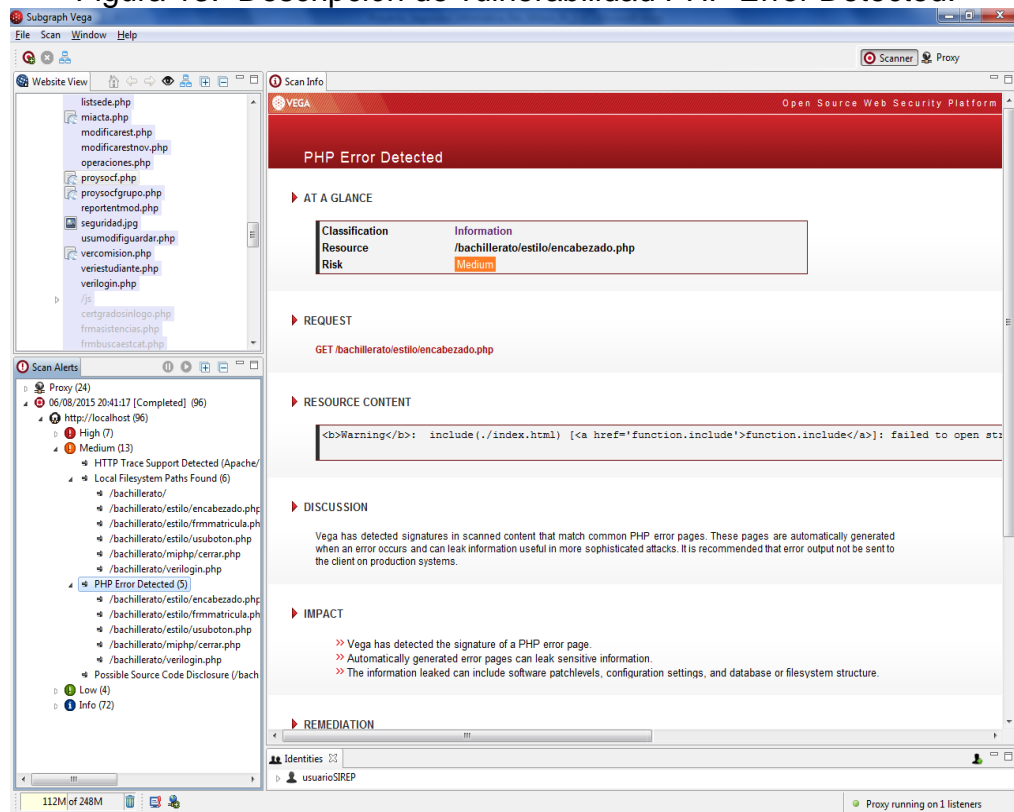 Figura 18. Descripción de vulnerabilidad PHP Error Detected.
Subgraph Vega
File Scan Window Help
Scanner Proxy
Website View
listsede.php
miacta.php
modificarest.php
modificarestnov.php
operaciones.php
proysocf.php
proysocfgrupo.php
reportentmod.php
seguridad.jpg
usumodifiguardar.php
vercomision.php
veriestudiante.php
verilogin.php
/js
certgradosinlogo.php
frmasistencias.php
frmbuscaestcat.php
Scan Alerts
Proxy (24)
06/08/2015 20:41:17 [Completed] (96)
http://localhost (96)
High (7)
Medium (13)
HTTP Trace Support Detected (Apache/
Local Filesystem Paths Found (6)
/bachillerato/
/bachillerato/estilo/encabezado.php
/bachillerato/estilo/frmmatricula.ph
/bachillerato/estilo/usuboton.php
/bachillerato/miphp/cerrar.php
/bachillerato/verilogin.php
PHP Error Detected (5)
/bachillerato/estilo/encabezado.php
/bachillerato/estilo/frmmatricula.ph
/bachillerato/estilo/usuboton.php
/bachillerato/miphp/cerrar.php
/bachillerato/verilogin.php
Possible Source Code Disclosure (/bach
Low (4)
Info (72)
112M of 248M
Scan Info
VEGA Open Source Web Security Platform
PHP Error Detected
AT A GLANCE
Classification Information
Resource /bachillerato/estilo/encabezado.php
Risk Medium
REQUEST
GET /bachillerato/estilo/encabezado.php
RESOURCE CONTENT
<b>Warning</b>: include(./index.html) [<a href='function.include'>function.include</a>]: failed to open str
DISCUSSION
Vega has detected signatures in scanned content that match common PHP error pages. These pages are automatically generated
when an error occurs and can leak information useful in more sophisticated attacks. It is recommended that error output not be sent to
the client on production systems.
IMPACT
>> Vega has detected the signature of a PHP error page.
>> Automatically generated error pages can leak sensitive information.
>> The information leaked can include software patchlevels, configuration settings, and database or filesystem structure.
REMEDIATION
Identities
usuarioSIREP
Proxy running on 1 listeners